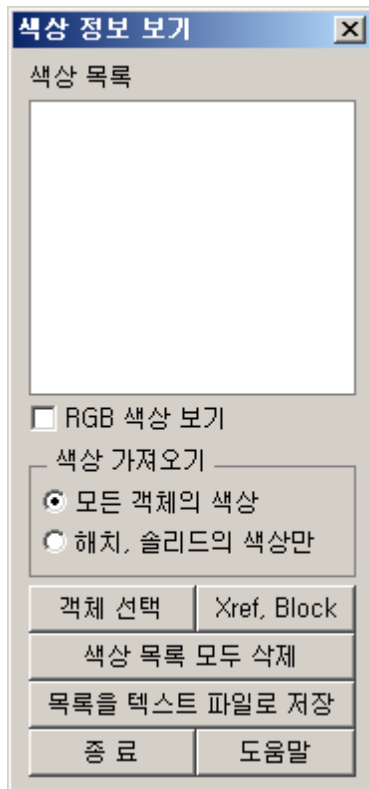 색상 정보 보기
색상 목록
RGB 색상 보기
색상 가져오기
모든 객체의 색상
해치, 솔리드의 색상만
객체 선택
Xref, Block
색상 목록 모두 삭제
목록을 텍스트 파일로 저장
종 료
도움말